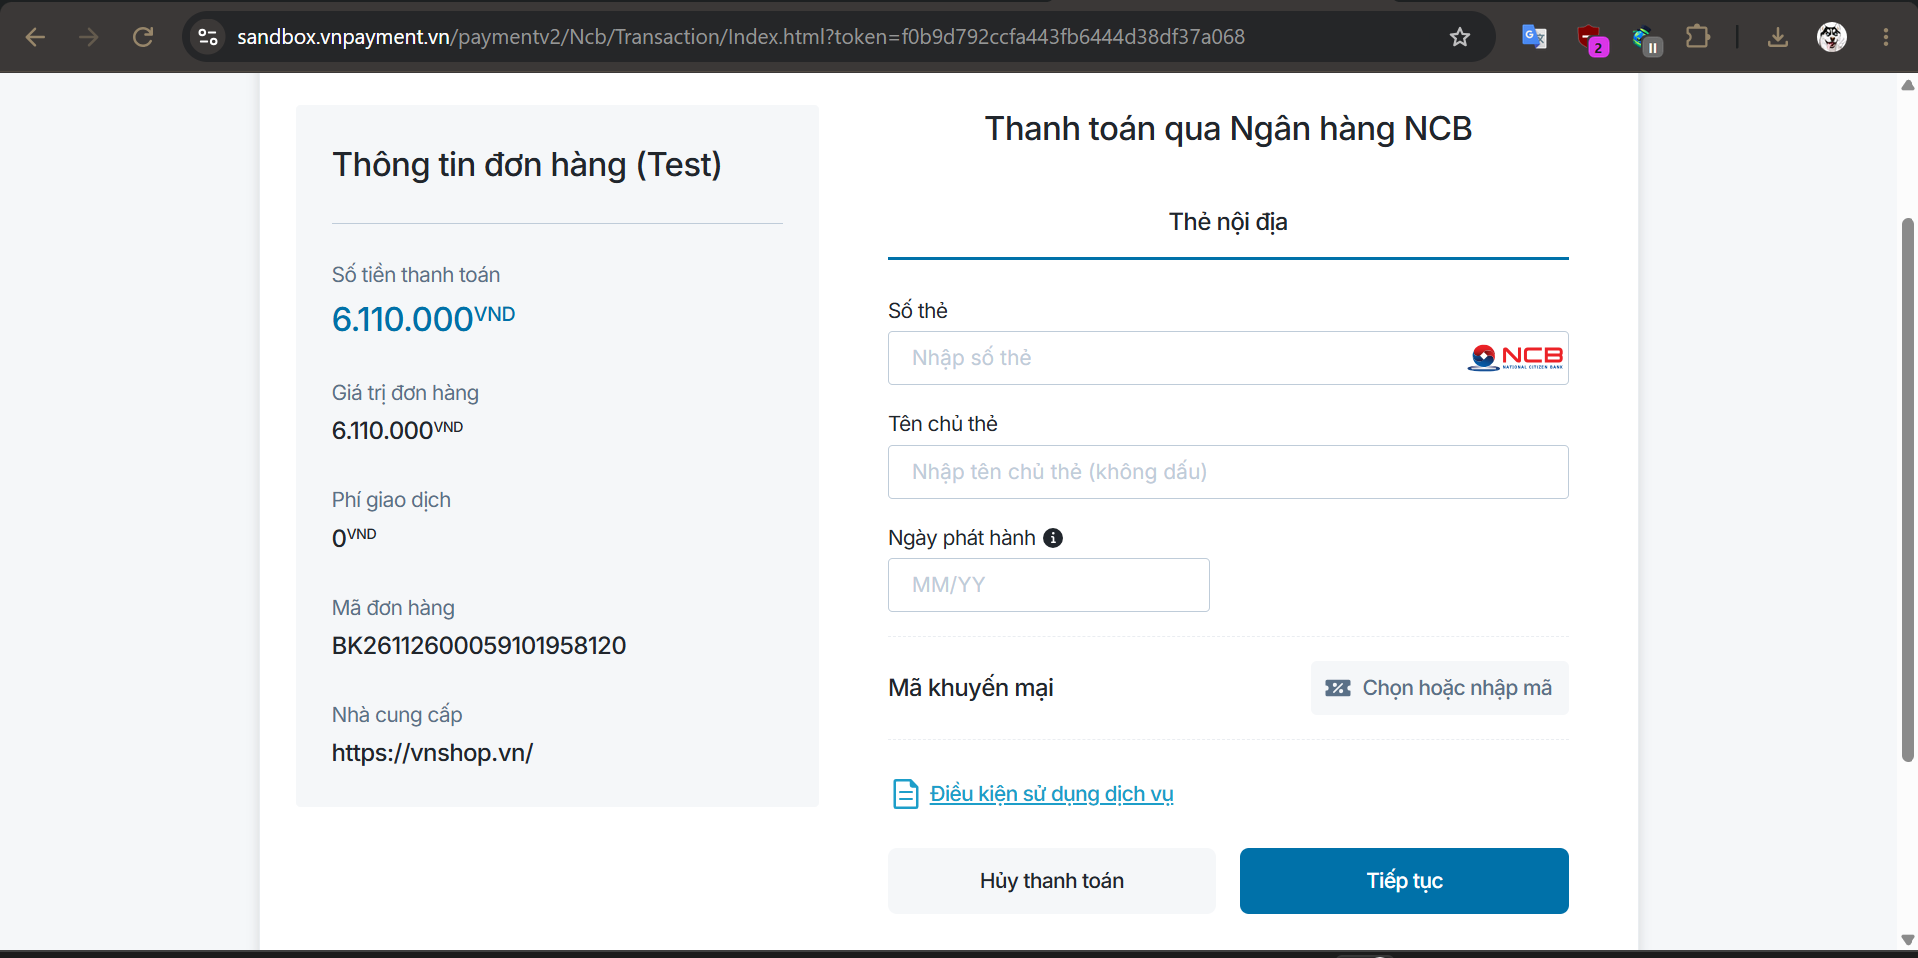 sandbox.vnpayment.vn/paymentv2/Ncb/Transaction/Index.html?token=f0b9d792ccfa443fb6444d38df37a068
2
Thông tin đơn hàng (Test)
Số tiền thanh toán
6.110.000VND
Giá trị đơn hàng
6.110.000VND
Phí giao dịch
0VND
Mã đơn hàng
BK26112600059101958120
Nhà cung cấp
https://vnshop.vn/
Thanh toán qua Ngân hàng NCB
Thẻ nội địa
Số thẻ
Nhập số thẻ
NCB
NATIONAL CITIZEN BANK
Tên chủ thẻ
Nhập tên chủ thẻ (không dấu)
Ngày phát hành
MM/YY
Mã khuyến mại
Chọn hoặc nhập mã
Điều kiện sử dụng dịch vụ
Hủy thanh toán
Tiếp tục